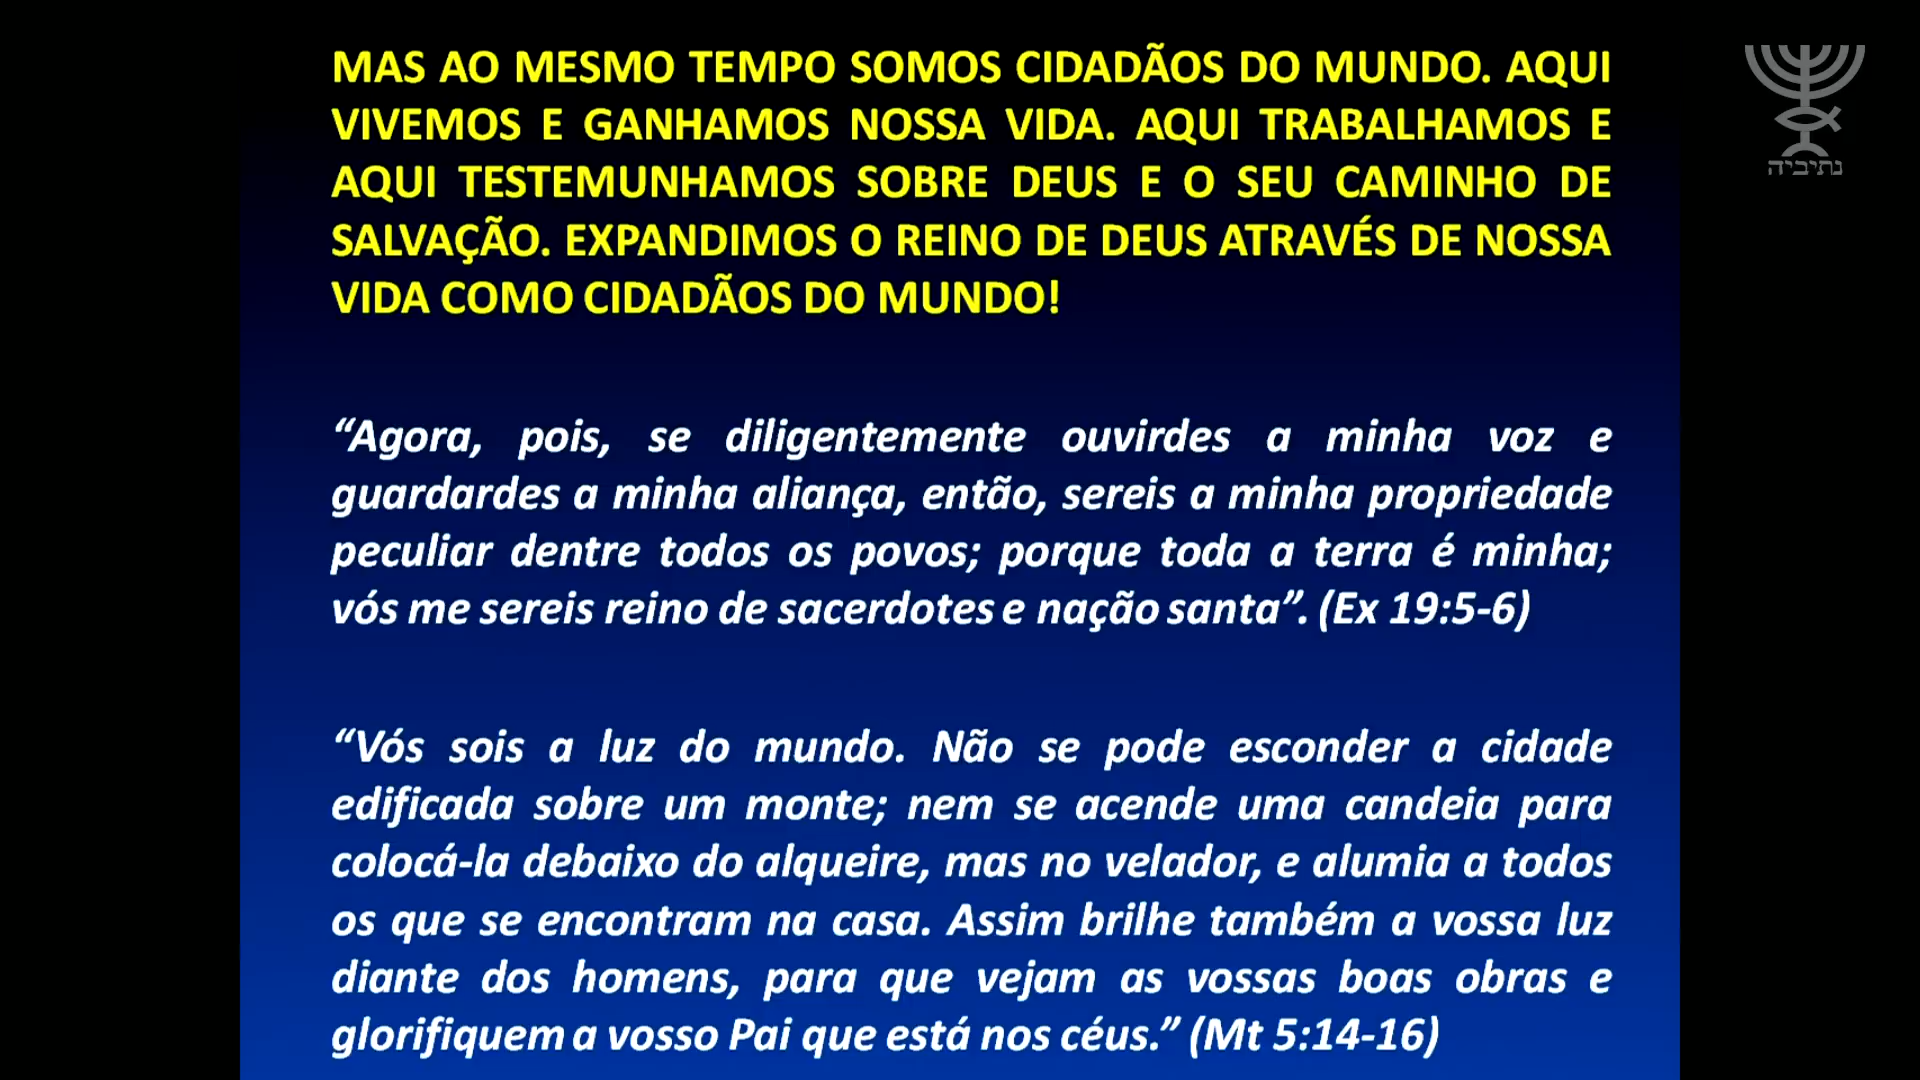 MAS AO MESMO TEMPO SOMOS CIDADÃOS DO MUNDO. AQUI
VIVEMOS E GANHAMOS NOSSA VIDA. AQUI TRABALHAMOS E
AQUI TESTEMUNHAMOS SOBRE DEUS E O SEU CAMINHO DE
SALVAÇÃO. EXPANDIMOS O REINO DE DEUS ATRAVÉS DE NOSSA
VIDA COMO CIDADÃOS DO MUNDO!
“Agora, pois, se diligentemente ouvirdes a minha voz e
guardardes a minha aliança, então, sereis a minha propriedade
peculiar dentre todos os povos; porque toda a terra é minha;
vós me sereis reino de sacerdotes e nação santa”. (Ex 19:5-6)
“Vós sois a luz do mundo. Não se pode esconder a cidade
edificada sobre um monte; nem se acende uma candeia para
colocá-la debaixo do alqueire, mas no velador, e alumia a todos
os que se encontram na casa. Assim brilhe também a vossa luz
diante dos homens, para que vejam as vossas boas obras e
glorifiquem a vosso Pai que está nos céus.” (Mt 5:14-16)
נתיביה